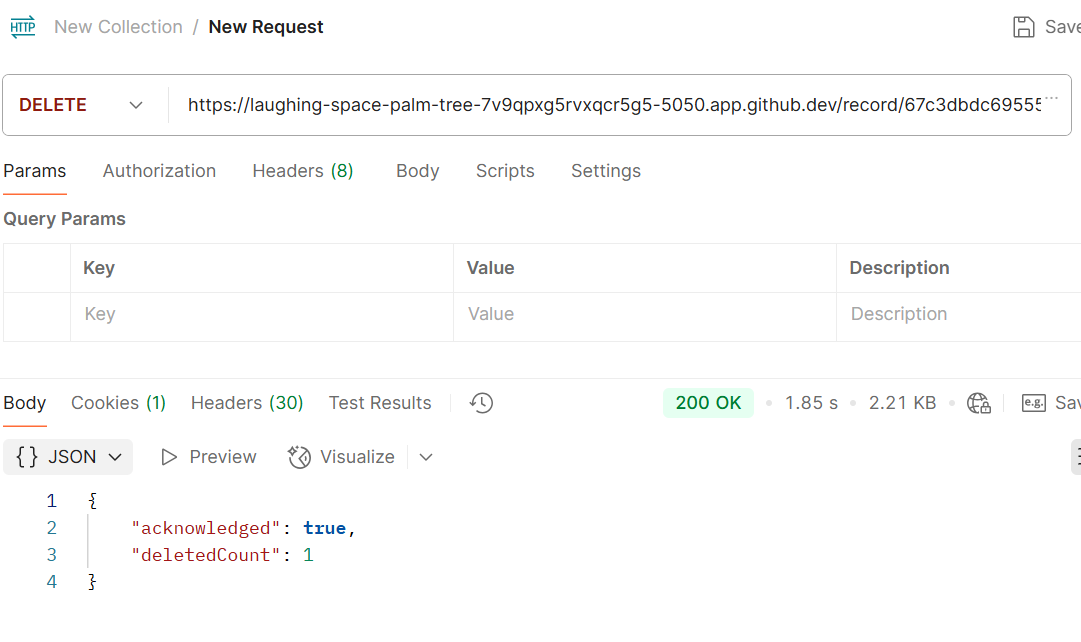 HTTP New Collection / New Request Save
DELETE https://laughing-space-palm-tree-7v9qpxg5rvxqcr5g5-5050.app.github.dev/record/67c3dbdc69555 ...
Params Authorization Headers (8) Body Scripts Settings
Query Params
Key Value Description
Key Value Description
Body Cookies (1) Headers (30) Test Results 200 OK • 1.85 s • 2.21 KB • e.g. Sav
{} JSON Preview Visualize
1 {
2 "acknowledged": true,
3 "deletedCount": 1
4 }